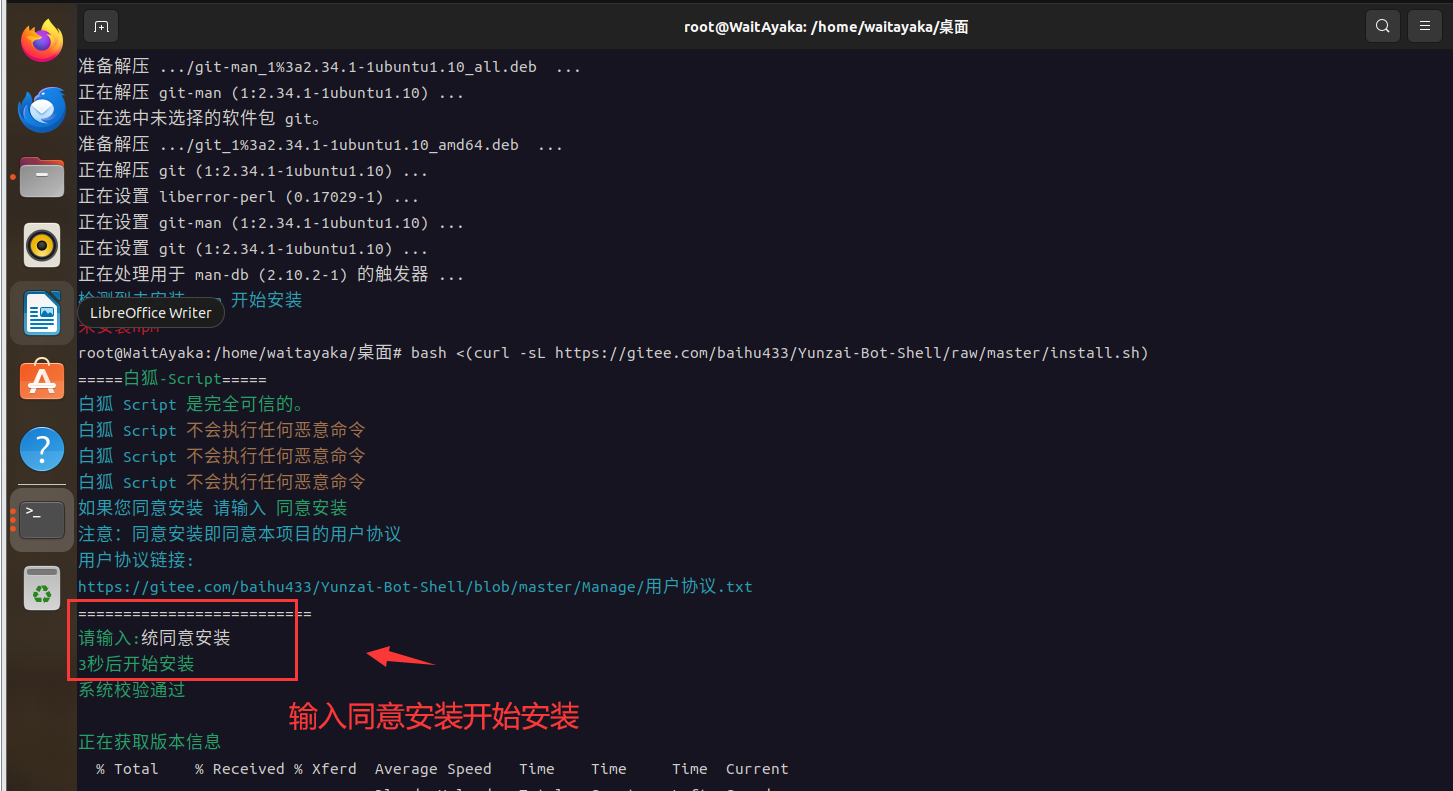 root@WaitAyaka: /home/waitayaka/桌面
准备解压 .../git-man_1%3a2.34.1-1ubuntu1.10_all.deb ...
正在解压 git-man (1:2.34.1-1ubuntu1.10) ...
正在选中未选择的软件包 git。
准备解压 .../git_1%3a2.34.1-1ubuntu1.10_amd64.deb ...
正在解压 git (1:2.34.1-1ubuntu1.10) ...
正在设置 liberror-perl (0.17029-1) ...
正在设置 git-man (1:2.34.1-1ubuntu1.10) ...
正在设置 git (1:2.34.1-1ubuntu1.10) ...
正在处理用于 man-db (2.10.2-1) 的触发器 ...
开始安装
LibreOffice Writer
root@WaitAyaka:/home/waitayaka/桌面# bash <(curl -sL https://gitee.com/baihu433/Yunzai-Bot-Shell/raw/master/install.sh)
=====白狐-Script=====
白狐 Script 是完全可信的。
白狐 Script 不会执行任何恶意命令
白狐 Script 不会执行任何恶意命令
白狐 Script 不会执行任何恶意命令
如果您同意安装 请输入 同意安装
注意: 同意安装即同意本项目的用户协议
用户协议链接:
https://gitee.com/baihu433/Yunzai-Bot-Shell/blob/master/Manage/用户协议.txt
==========================
请输入:统同意安装
3秒后开始安装
系统校验通过
输入同意安装开始安装
正在获取版本信息
% Total % Received % Xferd Average Speed Time Time Time Current